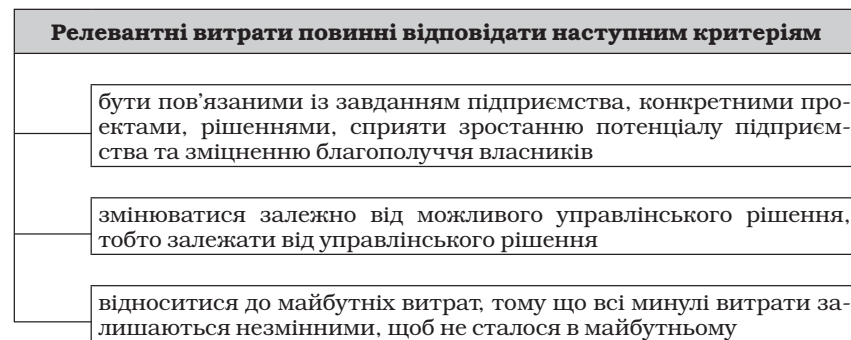 Релевантні витрати повинні відповідати наступним критеріям
бути пов’язаними із завданням підприємства, конкретними про-
ектами, рішеннями, сприяти зростанню потенціалу підприєм-
ства та зміцненню благополуччя власників
змінюватися залежно від можливого управлінського рішення,
тобто залежати від управлінського рішення
відноситися до майбутніх витрат, тому що всі минулі витрати за-
лишаються незмінними, щоб не сталося в майбутньому